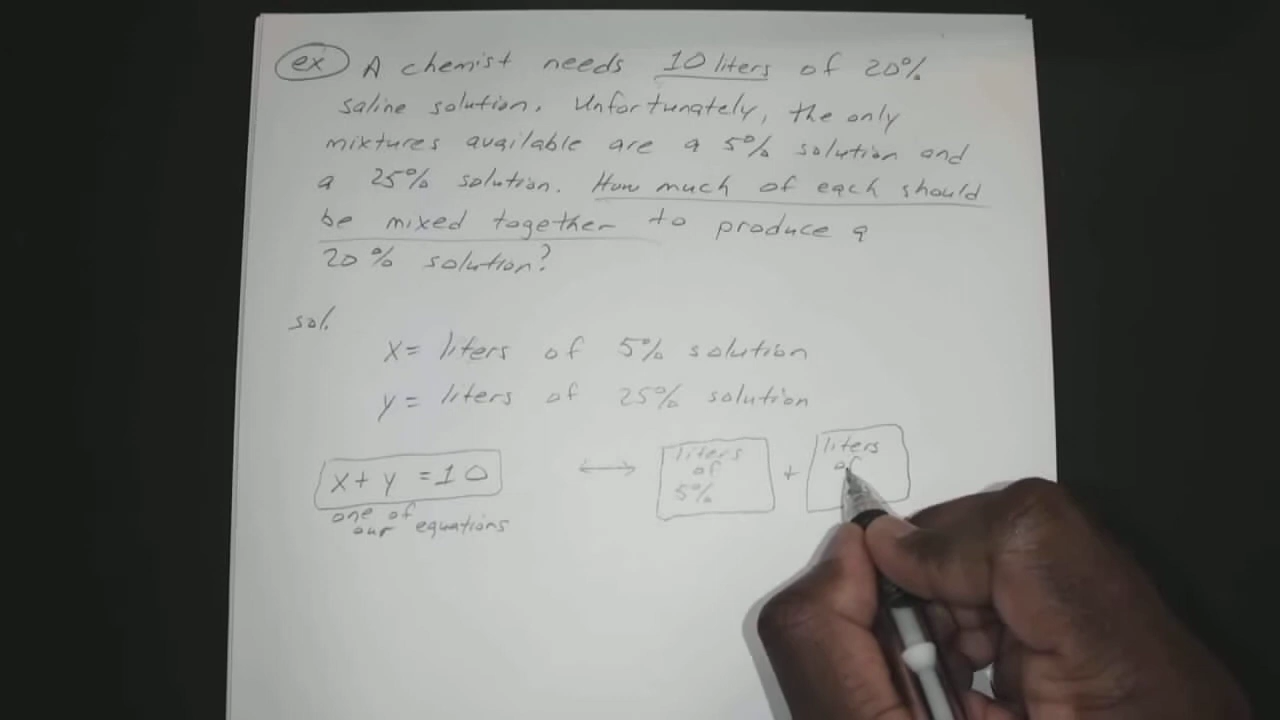 ex A chemist needs 10 liters of 20%
saline solution. Unfortunately, the only
mixtures available are a 5% solution and
a 25% solution. How much of each should
be mixed together to produce a
20% solution?
sol.
x= liters of 5% solution
y= liters of 25% solution
x+y=10
one of
our equations
↔
liters
of
5%
+
liters
of